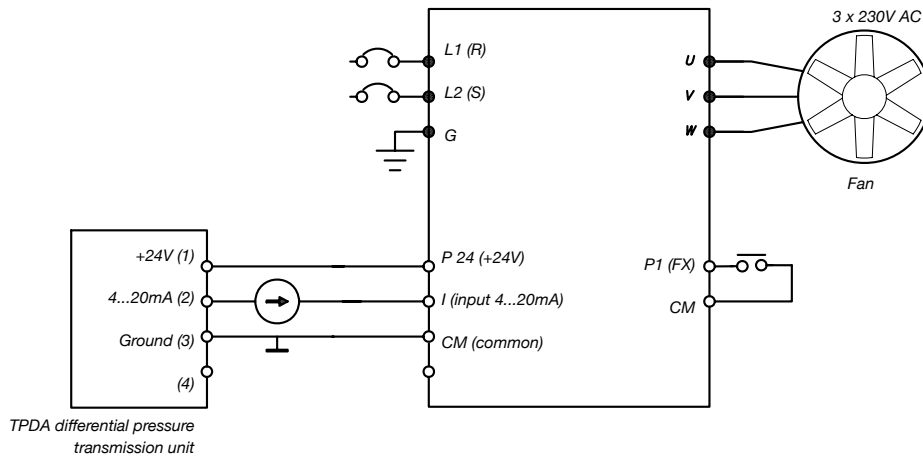 3 x 230V AC
L1 (R)
U
L2 (S)
V
G
W
Fan
+24V (1)
P 24 (+24V)
P1 (FX)
4...20mA (2)
I (input 4...20mA)
CM
Ground (3)
CM (common)
(4)
TPDA differential pressure
transmission unit